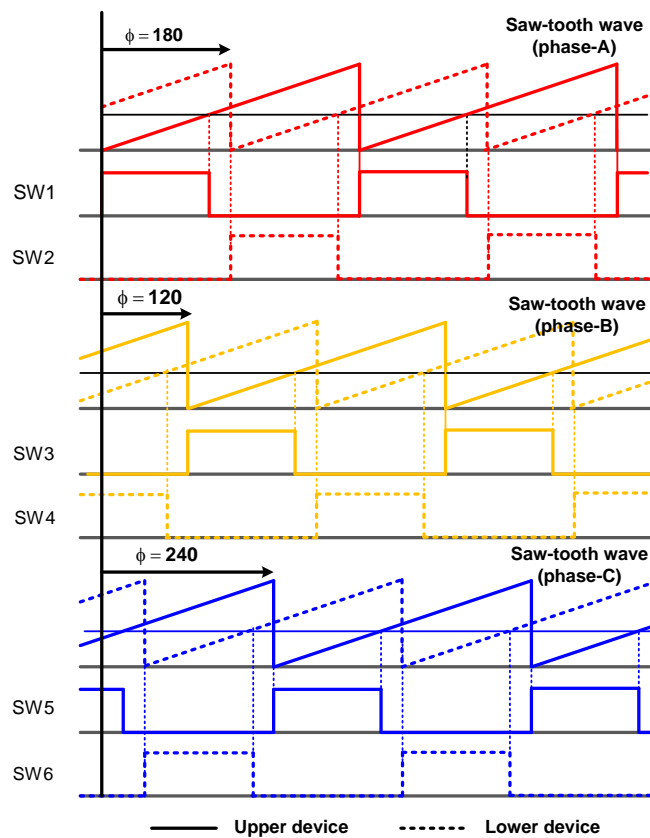 ϕ = 180
Saw-tooth wave
(phase-A)
SW1
SW2
ϕ = 120
Saw-tooth wave
(phase-B)
SW3
SW4
ϕ = 240
Saw-tooth wave
(phase-C)
SW5
SW6
Upper device
Lower device